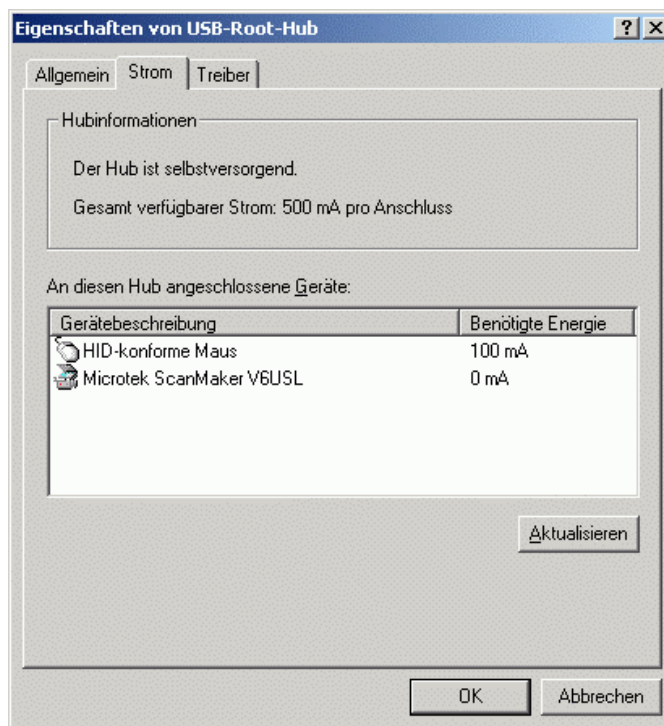 Eigenschaften von USB-Root-Hub
Allgemein Strom Treiber
Hubinformationen
Der Hub ist selbstversorgend.
Gesamt verfügbarer Strom: 500 mA pro Anschluss
An diesen Hub angeschlossene Geräte:
Gerätebeschreibung Benötigte Energie
HID-konforme Maus 100 mA
Microtek ScanMaker V6USL 0 mA
Aktualisieren
OK Abbrechen